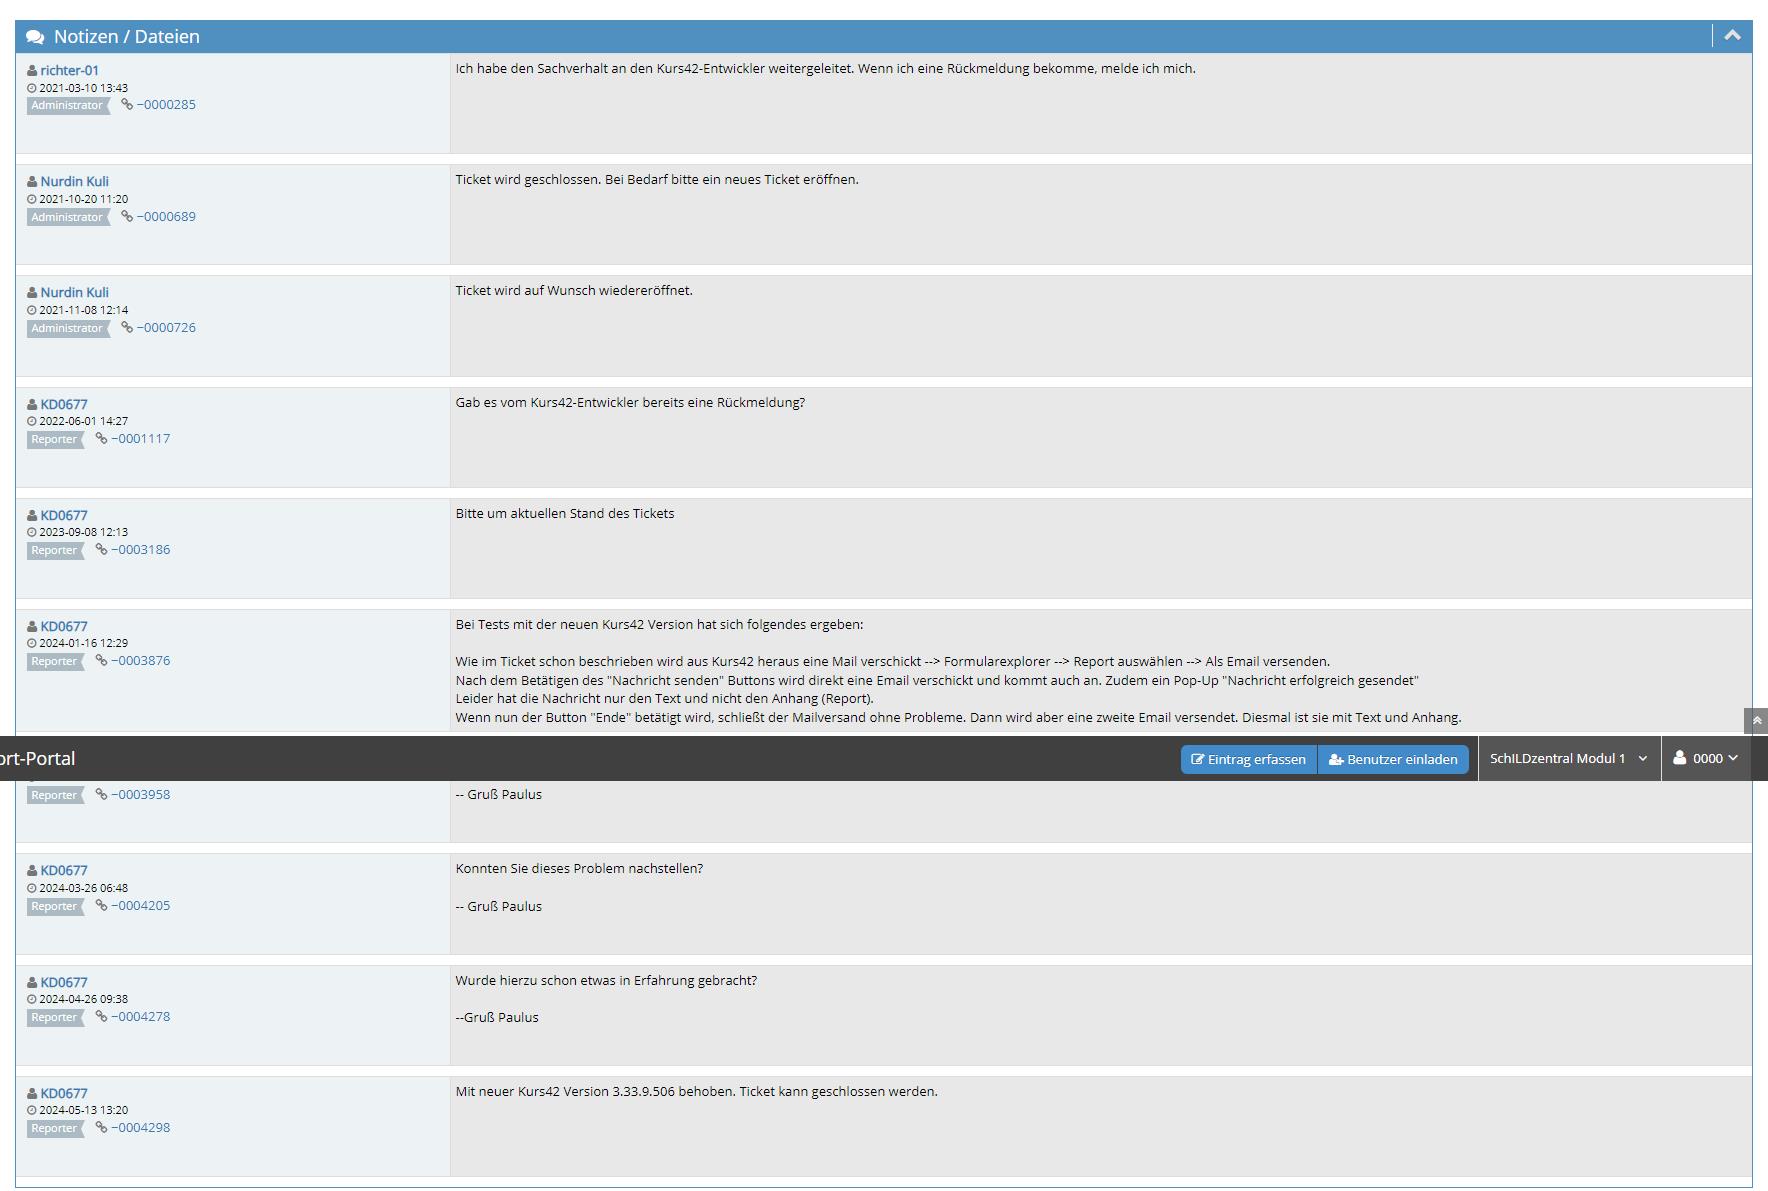 Notizen / Dateien
richter-01
2021-03-10 13:43
Administrator ~0000285
Ich habe den Sachverhalt an den Kurs42-Entwickler weitergeleitet. Wenn ich eine Rückmeldung bekomme, melde ich mich.
Nurdin Kuli
2021-10-20 11:20
Administrator ~0000689
Ticket wird geschlossen. Bei Bedarf bitte ein neues Ticket eröffnen.
Nurdin Kuli
2021-11-08 12:14
Administrator ~0000726
Ticket wird auf Wunsch wiedereröffnet.
KD0677
2022-06-01 14:27
Reporter ~0001117
Gab es vom Kurs42-Entwickler bereits eine Rückmeldung?
KD0677
2023-09-08 12:13
Reporter ~0003186
Bitte um aktuellen Stand des Tickets
KD0677
2024-01-16 12:29
Reporter ~0003876
Bei Tests mit der neuen Kurs42 Version hat sich folgendes ergeben:
Wie im Ticket schon beschrieben wird aus Kurs42 heraus eine Mail verschickt --> Formularexplorer --> Report auswählen --> Als Email versenden.
Nach dem Betätigen des "Nachricht senden" Buttons wird direkt eine Email verschickt und kommt auch an. Zudem ein Pop-Up "Nachricht erfolgreich gesendet"
Leider hat die Nachricht nur den Text und nicht den Anhang (Report).
Wenn nun der Button "Ende" betätigt wird, schließt der Mailversand ohne Probleme. Dann wird aber eine zweite Email versendet. Diesmal ist sie mit Text und Anhang.
ort-Portal
Eintrag erfassen
Benutzer einladen
SchILDzentral Modul 1
0000
Reporter ~0003958
-- Gruß Paulus
KD0677
2024-03-26 06:48
Reporter ~0004205
Konnten Sie dieses Problem nachstellen?
-- Gruß Paulus
KD0677
2024-04-26 09:38
Reporter ~0004278
Wurde hierzu schon etwas in Erfahrung gebracht?
--Gruß Paulus
KD0677
2024-05-13 13:20
Reporter ~0004298
Mit neuer Kurs42 Version 3.33.9.506 behoben. Ticket kann geschlossen werden.